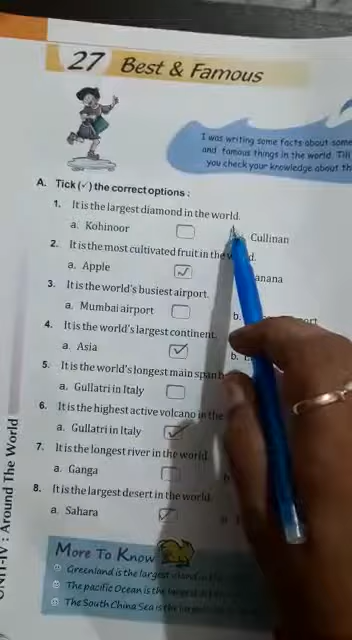 27 Best & Famous
I was writing some facts about some
and famous things in the world. Till
you check your knowledge about th
A. Tick (✓) the correct options :
1. It is the largest diamond in the world.
a. Kohinoor
Cullinan
2. It is the most cultivated fruit in the
a. Apple ✓
anana
3. It is the world's busiest airport.
a. Mumbai airport
b. ort
4. It is the world's largest continent.
a. Asia ✓
b.
5. It is the world's longest main span
a. Gullatri in Italy
6. It is the highest active volcano in the
a. Gullatri in Italy ✓
7. It is the longest river in the world.
a. Ganga
8. It is the largest desert in the world.
a. Sahara ✓
UNIT-IV : Around The World
More To Know
Greenland is the largest island in
The pacific Ocean is the largest
The South China Sea is the